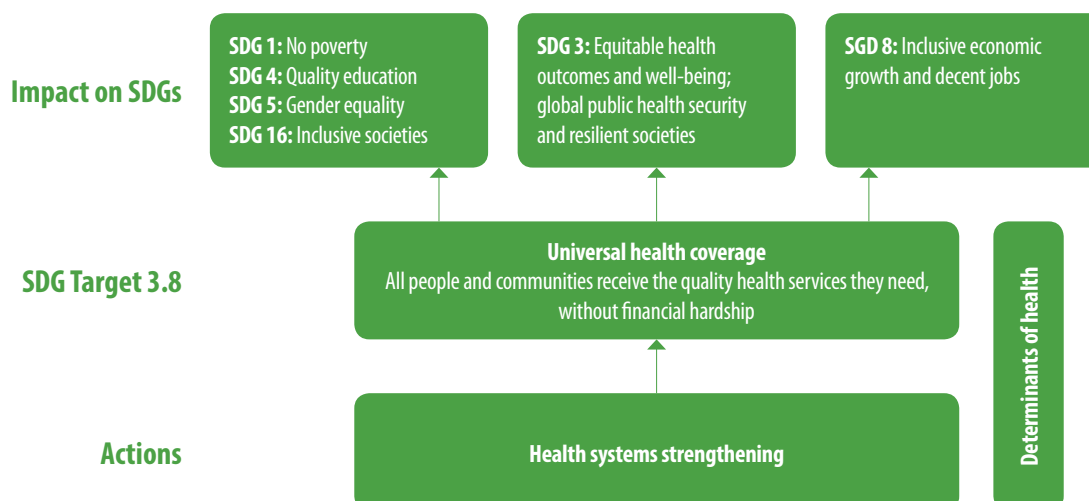 Impact on SDGs
SDG 1: No poverty
SDG 4: Quality education
SDG 5: Gender equality
SDG 16: Inclusive societies
SDG 3: Equitable health
outcomes and well-being;
global public health security
and resilient societies
SGD 8: Inclusive economic
growth and decent jobs
SDG Target 3.8
Universal health coverage
All people and communities receive the quality health services they need,
without financial hardship
Determinants of health
Actions
Health systems strengthening